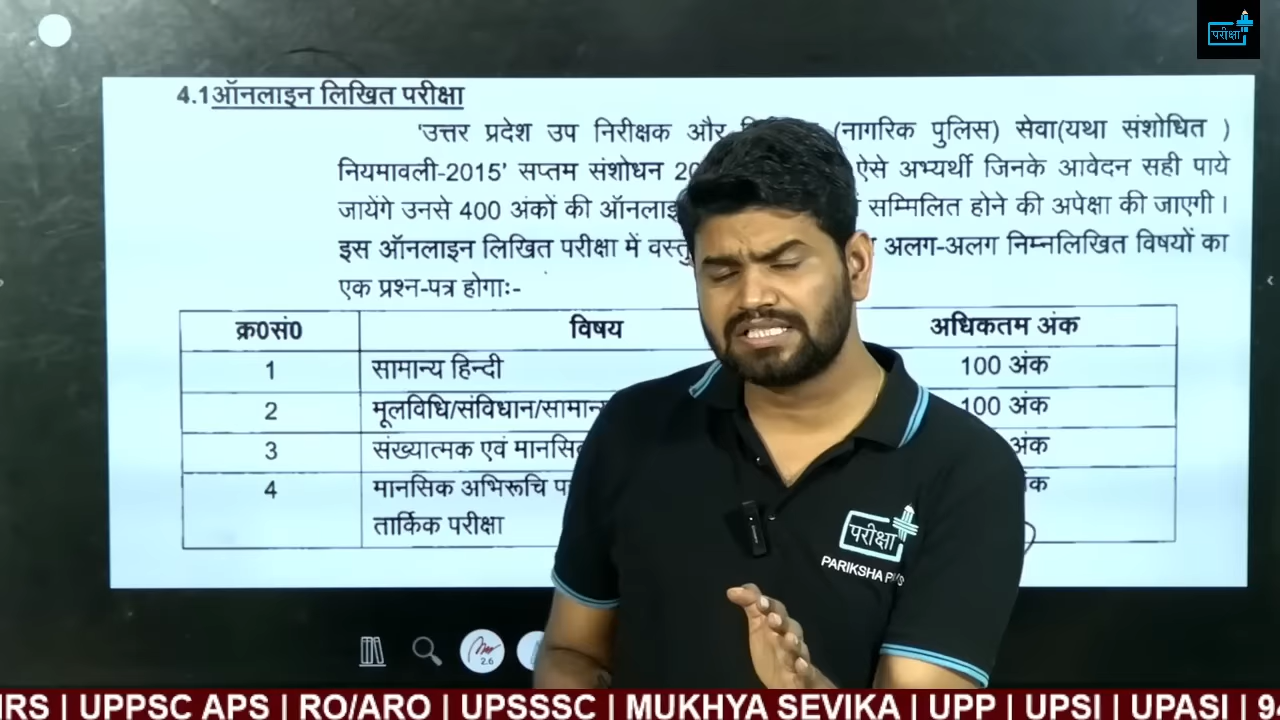 परीक्षा
4.1ऑनलाइन लिखित परीक्षा
'उत्तर प्रदेश उप निरीक्षक और (नागरिक पुलिस) सेवा(यथा संशोधित )
नियमावली-2015' सप्तम संशोधन ऐसे अभ्यर्थी जिनके आवेदन सही पाये
जायेंगे उनसे 400 अंकों की सम्मिलित होने की अपेक्षा की जाएगी।
इस ऑनलाइन लिखित परीक्षा में अलग-अलग निम्नलिखित विषयों का
एक प्रश्न-पत्र होगाः-
क्र0सं0 विषय अधिकतम अंक
1 सामान्य हिन्दी 100 अंक
2 मूलविधि/संविधान/सामान्य 100 अंक
3 संख्यात्मक एवं अंक
4 मानसिक अभिरूचि
तार्किक परीक्षा
परीक्षा
PARIKSHA
2.6
| UPPSC APS | RO/ARO | UPSSSC | MUKHYA SEVIKA | UPP | UPSI | UPASI |